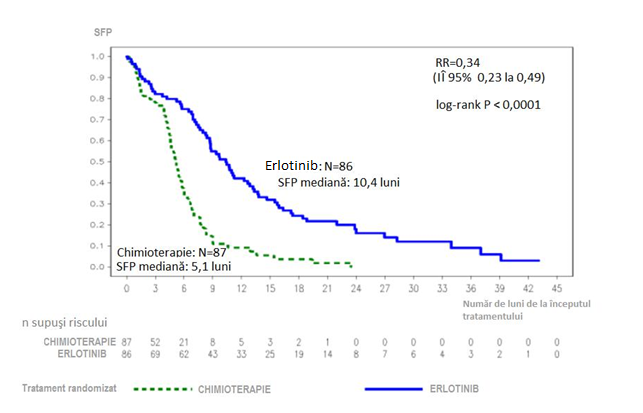 SFP
1.0
0.9
0.8
0.7
0.6
0.5
0.4
0.3
0.2
0.1
0.0
RR=0,34
(IÎ 95% 0,23 la 0,49)
log-rank P < 0,0001
Erlotinib: N=86
SFP mediană: 10,4 luni
Chimioterapie: N=87
SFP mediană: 5,1 luni
0 3 6 9 12 15 18 21 24 27 30 33 36 39 42 45
Număr de luni de la începutul
tratamentului
n supuşi riscului
CHIMIOTERAPIE 87 52 21 8 5 3 2 1 0 0 0 0 0 0 0 0
ERLOTINIB 86 69 62 43 33 25 19 14 8 7 6 4 3 2 1 0
Tratament randomizat CHIMIOTERAPIE ERLOTINIB